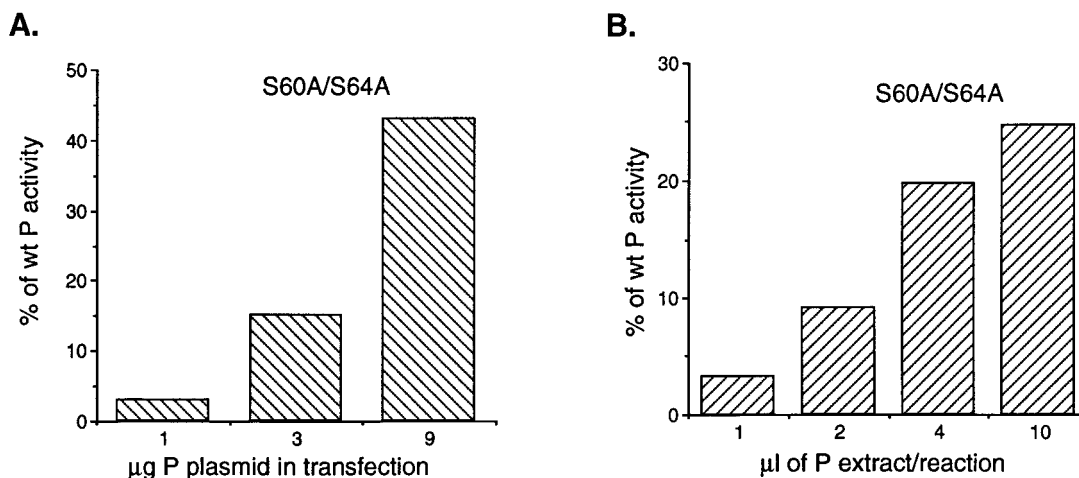 A.
S60A/S64A
% of wt P activity
50
40
30
20
10
0
1 3 9
μg P plasmid in transfection
B.
S60A/S64A
% of wt P activity
30
20
10
0
1 2 4 10
μl of P extract/reaction